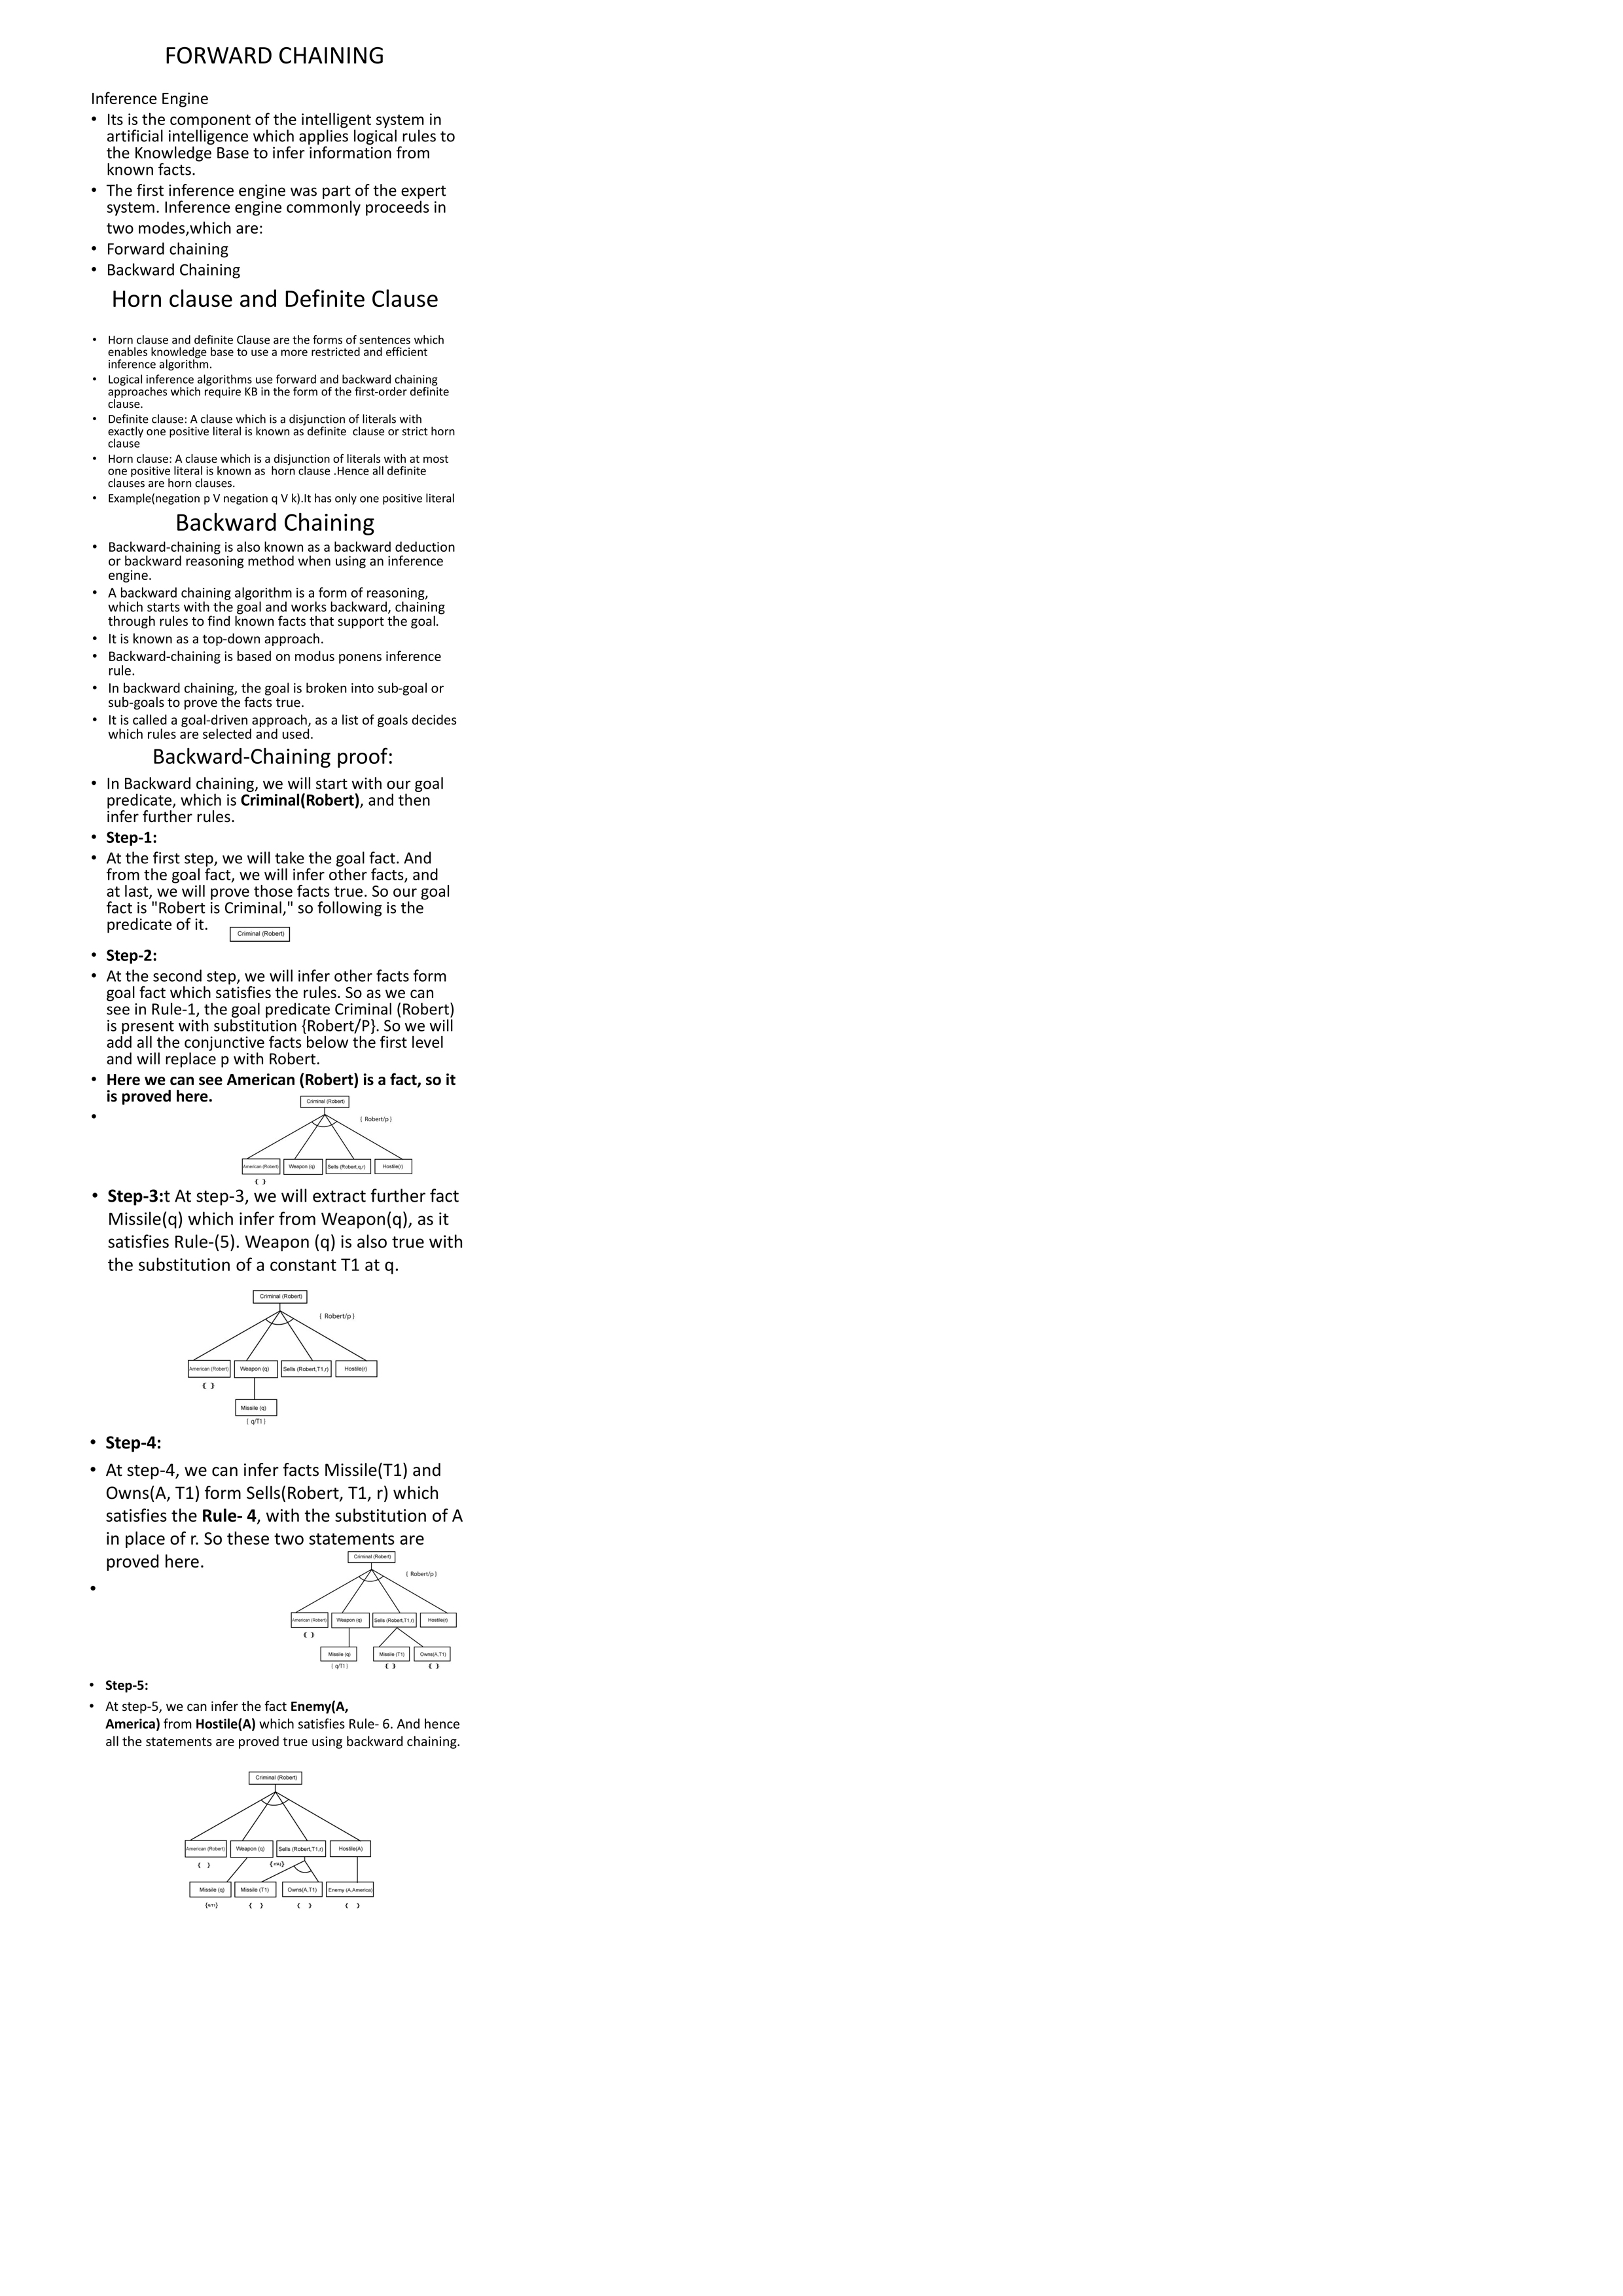 FORWARD CHAINING
Inference Engine
• Its is the component of the intelligent system in
artificial intelligence which applies logical rules to
the Knowledge Base to infer information from
known facts.
• The first inference engine was part of the expert
system. Inference engine commonly proceeds in
two modes,which are:
• Forward chaining
• Backward Chaining
Horn clause and Definite Clause
• Horn clause and definite Clause are the forms of sentences which
enables knowledge base to use a more restricted and efficient
inference algorithm.
• Logical inference algorithms use forward and backward chaining
approaches which require KB in the form of the first-order definite
clause.
• Definite clause: A clause which is a disjunction of literals with
exactly one positive literal is known as definite clause or strict horn
clause
• Horn clause: A clause which is a disjunction of literals with at most
one positive literal is known as horn clause .Hence all definite
clauses are horn clauses.
• Example(negation p V negation q V k).It has only one positive literal
Backward Chaining
• Backward-chaining is also known as a backward deduction
or backward reasoning method when using an inference
engine.
• A backward chaining algorithm is a form of reasoning,
which starts with the goal and works backward, chaining
through rules to find known facts that support the goal.
• It is known as a top-down approach.
• Backward-chaining is based on modus ponens inference
rule.
• In backward chaining, the goal is broken into sub-goal or
sub-goals to prove the facts true.
• It is called a goal-driven approach, as a list of goals decides
which rules are selected and used.
Backward-Chaining proof:
• In Backward chaining, we will start with our goal
predicate, which is Criminal(Robert), and then
infer further rules.
• Step-1:
• At the first step, we will take the goal fact. And
from the goal fact, we will infer other facts, and
at last, we will prove those facts true. So our goal
fact is "Robert is Criminal," so following is the
predicate of it.
Criminal (Robert)
• Step-2:
• At the second step, we will infer other facts form
goal fact which satisfies the rules. So as we can
see in Rule-1, the goal predicate Criminal (Robert)
is present with substitution {Robert/P}. So we will
add all the conjunctive facts below the first level
and will replace p with Robert.
• Here we can see American (Robert) is a fact, so it
is proved here.
•
Criminal (Robert)
{ Robert/p }
American (Robert) Weapon (q) Sells (Robert,q,r) Hostile(r)
{ }
• Step-3:t At step-3, we will extract further fact
Missile(q) which infer from Weapon(q), as it
satisfies Rule-(5). Weapon (q) is also true with
the substitution of a constant T1 at q.
Criminal (Robert)
{ Robert/p }
American (Robert) Weapon (q) Sells (Robert,T1,r) Hostile(r)
{ }
Missile (q)
{ q/T1 }
• Step-4:
• At step-4, we can infer facts Missile(T1) and
Owns(A, T1) form Sells(Robert, T1, r) which
satisfies the Rule- 4, with the substitution of A
in place of r. So these two statements are
proved here.
•
Criminal (Robert)
{ Robert/p }
American (Robert) Weapon (q) Sells (Robert,T1,r) Hostile(r)
{ }
Missile (q) Missile (T1) Owns(A,T1)
{ q/T1 } { } { }
• Step-5:
• At step-5, we can infer the fact Enemy(A,
America) from Hostile(A) which satisfies Rule- 6. And hence
all the statements are proved true using backward chaining.
Criminal (Robert)
American (Robert) Weapon (q) Sells (Robert,T1,r) Hostile(A)
{ }
Missile (q) Missile (T1) Owns(A,T1) Enemy (A,America)
{ } { } { }